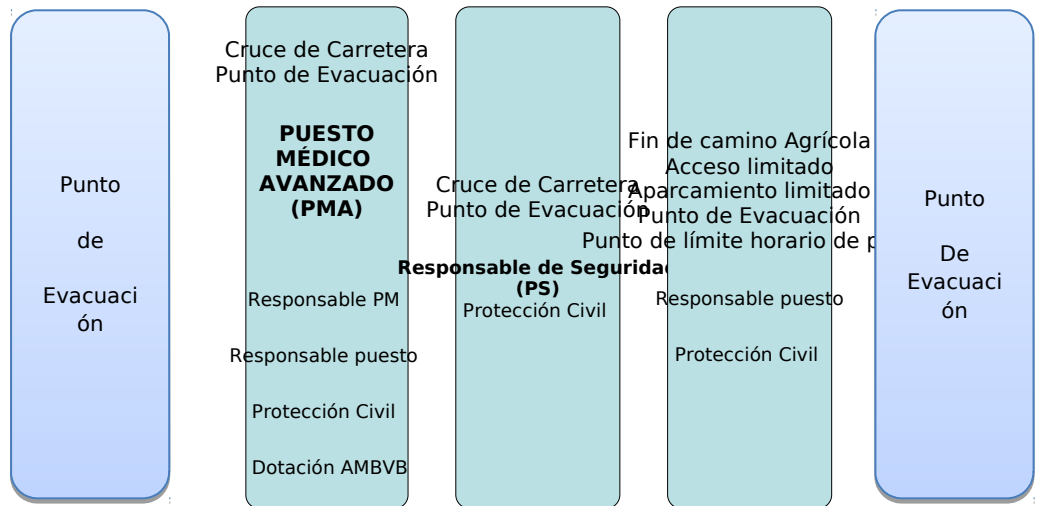 Punto
de
Evacuaci
ón
Cruce de Carretera
Punto de Evacuación
PUESTO
MÉDICO
AVANZADO
(PMA)
Responsable PM
Responsable puesto
Protección Civil
Dotación AMBVB
Cruce de Carretera
Punto de Evacuación
Responsable de Seguridad
(PS)
Protección Civil
Fin de camino Agrícola
Acceso limitado
Aparcamiento limitado
Punto de Evacuación
Punto de límite horario de p
Responsable puesto
Protección Civil
Punto
De
Evacuaci
ón